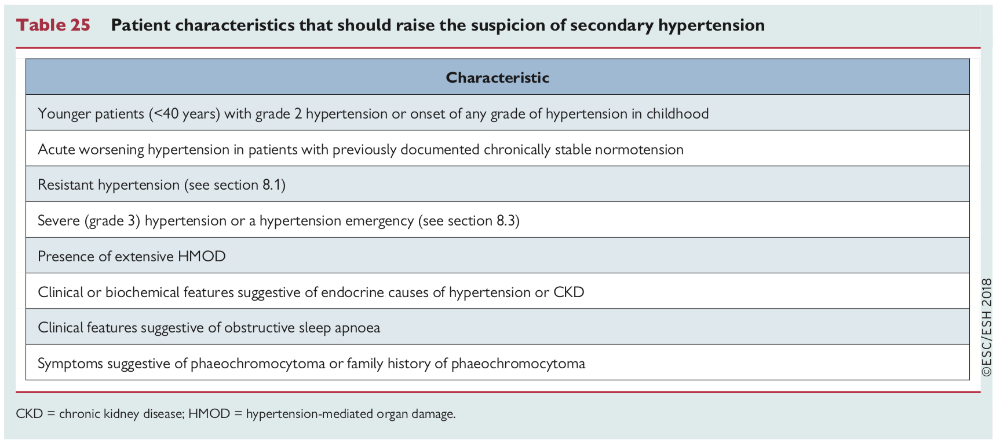 Table 25 Patient characteristics that should raise the suspicion of secondary hypertension
Characteristic
Younger patients (<40 years) with grade 2 hypertension or onset of any grade of hypertension in childhood
Acute worsening hypertension in patients with previously documented chronically stable normotension
Resistant hypertension (see section 8.1)
Severe (grade 3) hypertension or a hypertension emergency (see section 8.3)
Presence of extensive HMOD
Clinical or biochemical features suggestive of endocrine causes of hypertension or CKD
Clinical features suggestive of obstructive sleep apnoea
Symptoms suggestive of phaeochromocytoma or family history of phaeochromocytoma
©ESC/ESH 2018
CKD = chronic kidney disease; HMOD = hypertension-mediated organ damage.